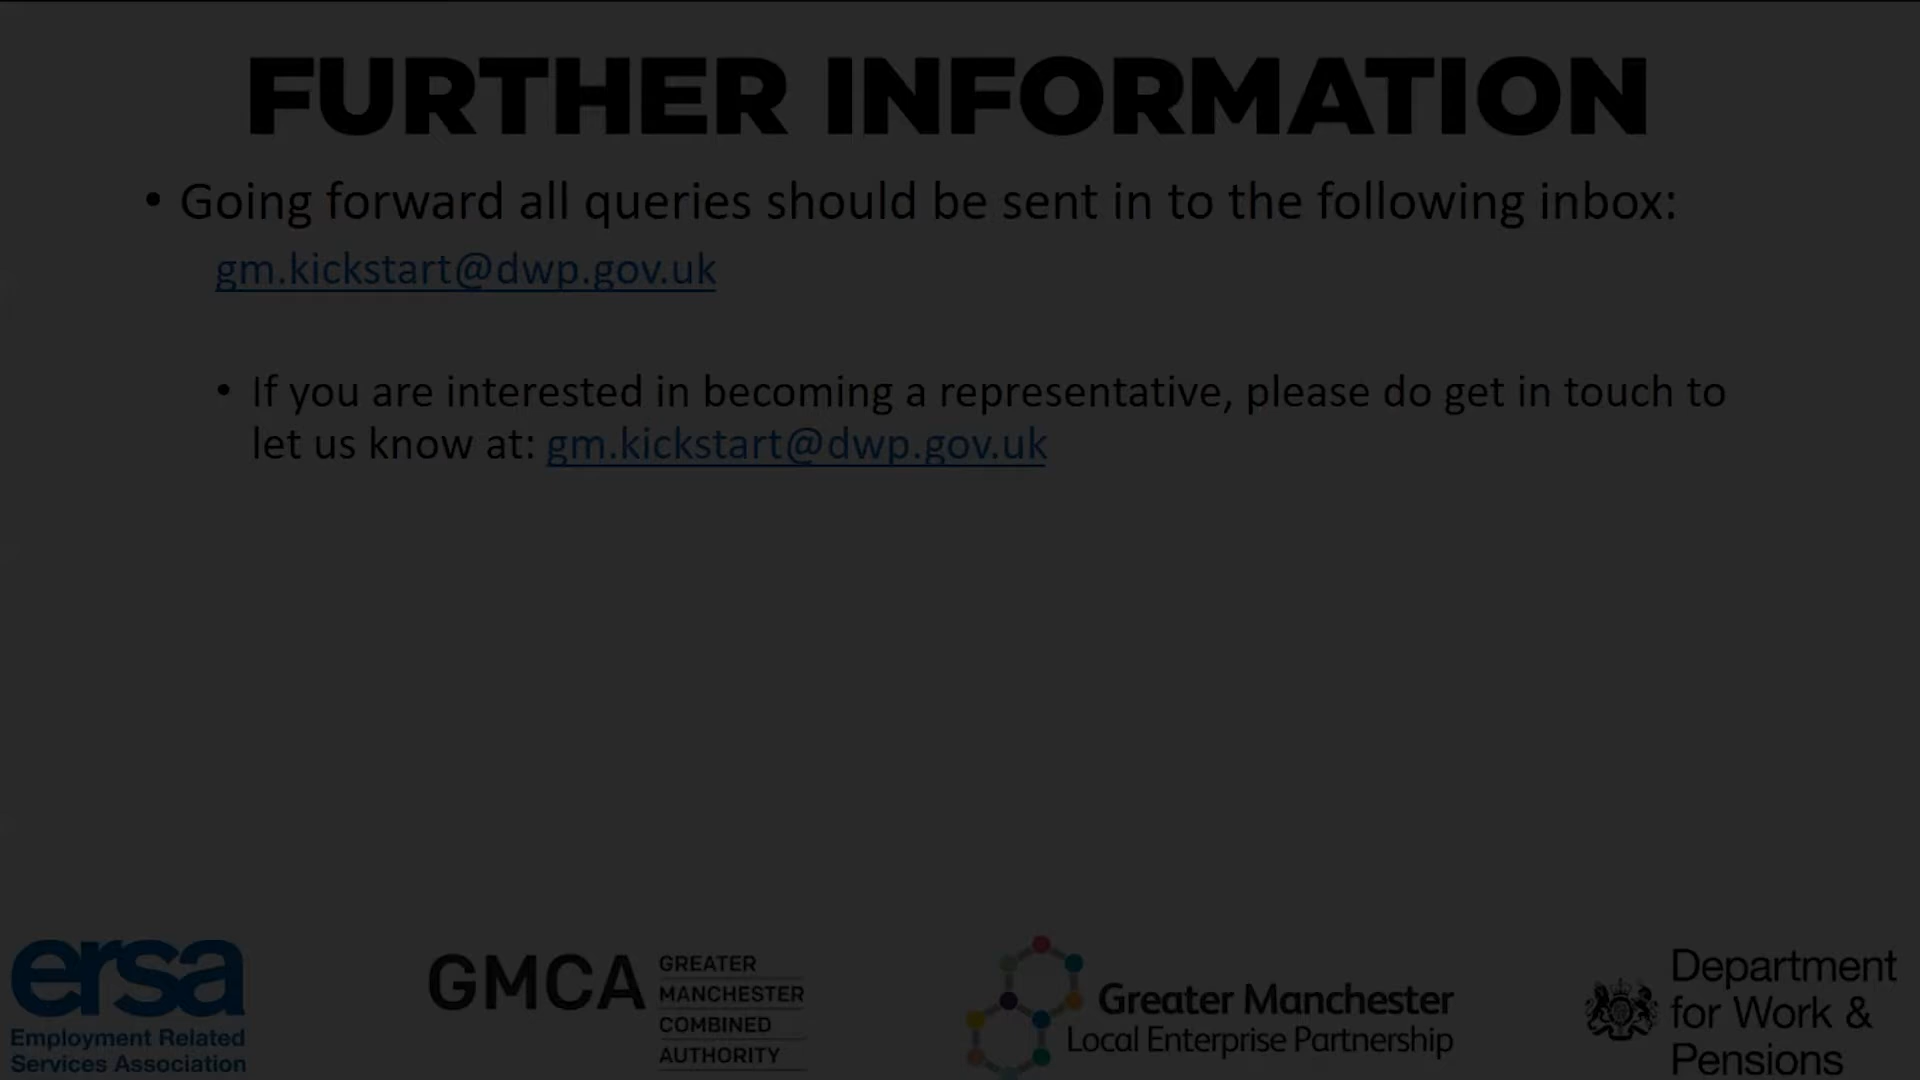 FURTHER INFORMATION
• Going forward all queries should be sent in to the following inbox:
gm.kickstart@dwp.gov.uk
• If you are interested in becoming a representative, please do get in touch to
let us know at: gm.kickstart@dwp.gov.uk
ersa
Employment Related
Services Association
GMCA
GREATER
MANCHESTER
COMBINED
AUTHORITY
Greater Manchester
Local Enterprise Partnership
Department
for Work &
Pensions